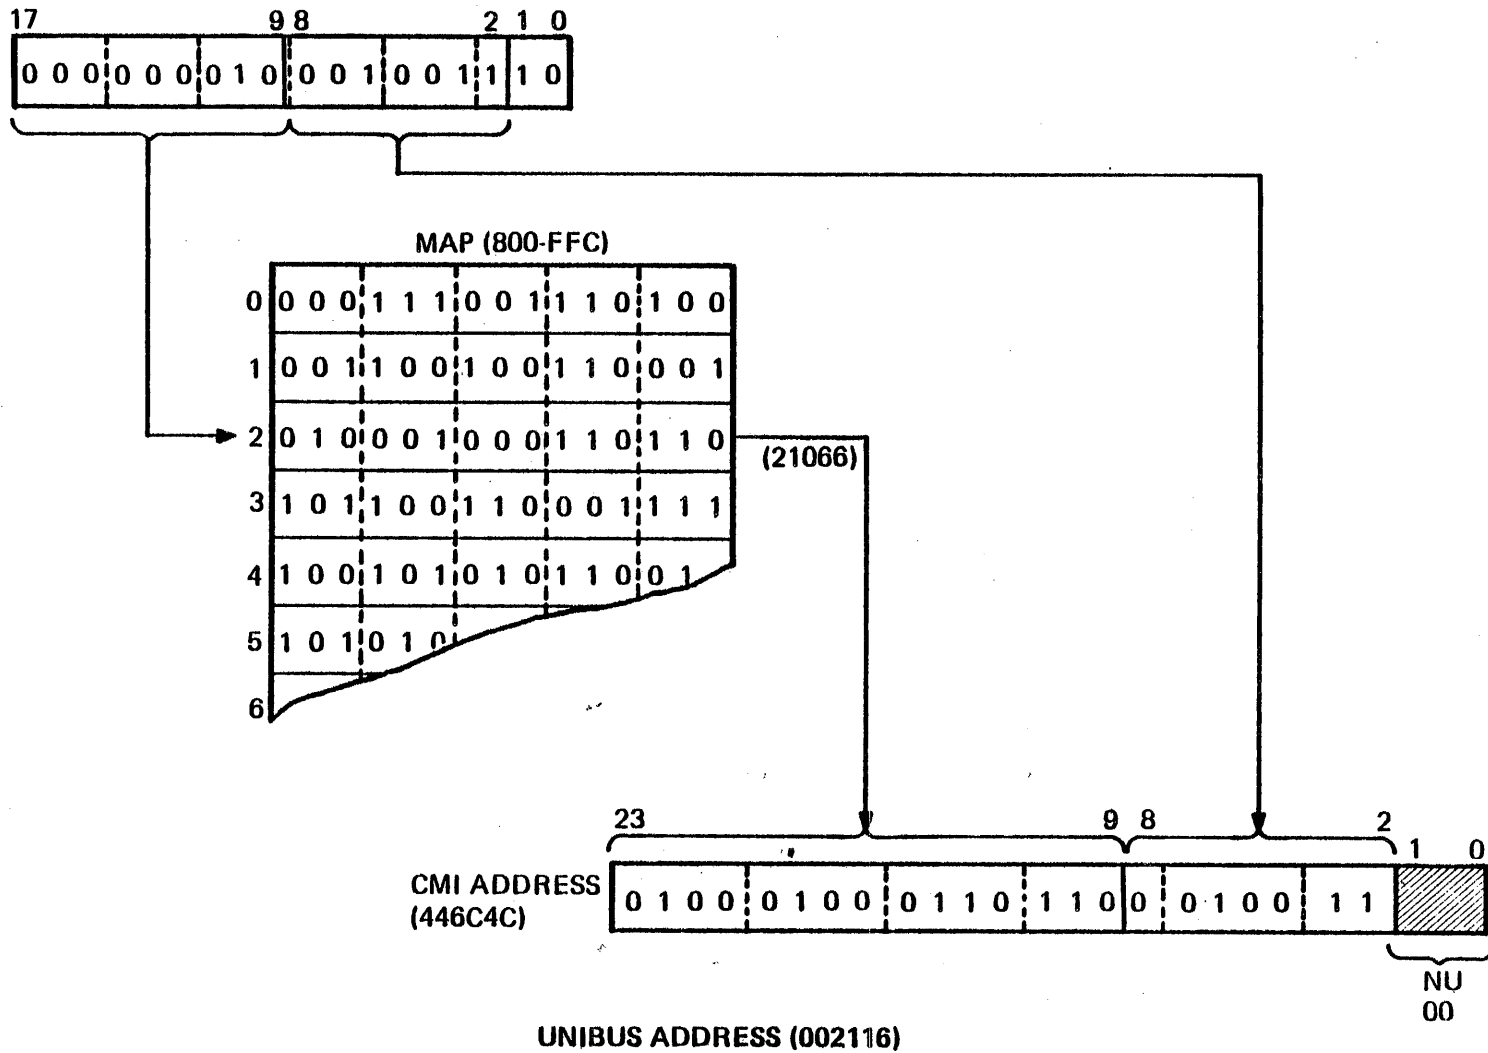 17 9 8 2 1 0
0 0 0 0 0 0 0 1 0 0 0 1 0 0 1 1 1 0
MAP (800-FFC)
0 0 0 0 1 1 1 0 0 1 1 1 0 1 0 0
1 0 0 1 1 0 0 1 0 0 1 1 0 0 0 1
2 0 1 0 0 0 1 0 0 0 1 1 0 1 1 0
(21066)
3 1 0 1 1 0 0 1 1 0 0 0 1 1 1 1
4 1 0 0 1 0 1 0 1 0 1 1 0 0 1
5 1 0 1 0 1 0
6
23 9 8 2 1 0
CMI ADDRESS
(446C4C)
0 1 0 0 0 1 0 0 0 1 1 0 1 1 0 0 0 1 0 0 1 1
NU
00
UNIBUS ADDRESS (002116)